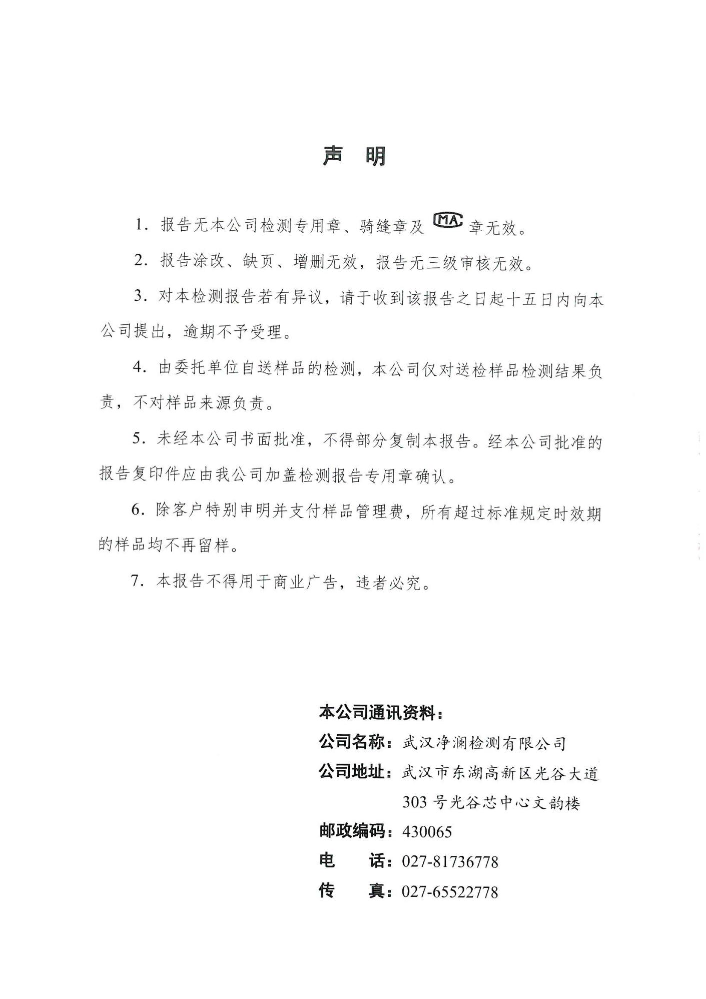 声 明
1. 报告无本公司检测专用章、骑缝章及 CMA 章无效。
2. 报告涂改、缺页、增删无效，报告无三级审核无效。
3. 对本检测报告若有异议，请于收到该报告之日起十五日内向本
公司提出，逾期不予受理。
4. 由委托单位自送样品的检测，本公司仅对送检样品检测结果负
责，不对样品来源负责。
5. 未经本公司书面批准，不得部分复制本报告。经本公司批准的
报告复印件应由我公司加盖检测报告专用章确认。
6. 除客户特别申明并支付样品管理费，所有超过标准规定时效期
的样品均不再留样。
7. 本报告不得用于商业广告，违者必究。
本公司通讯资料：
公司名称：武汉净澜检测有限公司
公司地址：武汉市东湖高新区光谷大道
303 号光谷芯中心文韵楼
邮政编码：430065
电 话：027-81736778
传 真：027-65522778